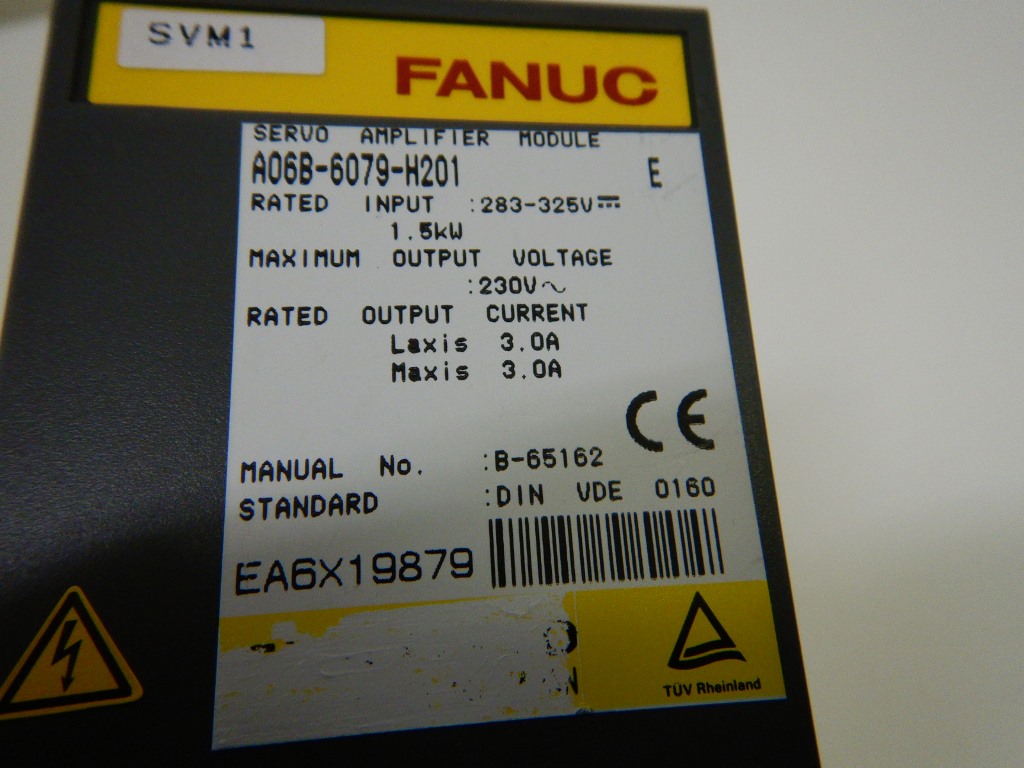 SVM1
FANUC
SERVO AMPLIFIER MODULE
A06B-6079-H201 E
RATED INPUT :283-325V⎓
1.5kW
MAXIMUM OUTPUT VOLTAGE
:230V~
RATED OUTPUT CURRENT
Laxis 3.0A
Maxis 3.0A
CE
MANUAL No. :B-65162
STANDARD :DIN VDE 0160
EA6X19879
TÜV Rheinland